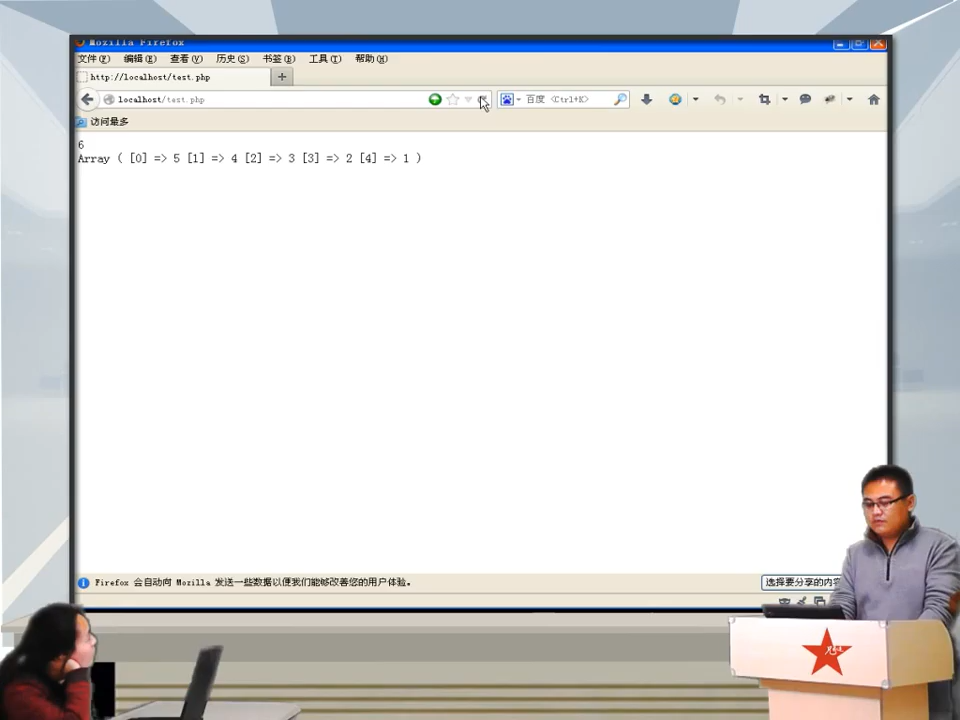 Mozilla Firefox
文件(F) 编辑(E) 查看(V) 历史(S) 书签(B) 工具(T) 帮助(H)
http://localhost/test.php
localhost/test.php 百度 <Ctrl+K>
访问最多
6
Array ( [0] => 5 [1] => 4 [2] => 3 [3] => 2 [4] => 1 )
Firefox 会自动向 Mozilla 发送一些数据以便我们能够改善您的用户体验。 选择要分享的内容